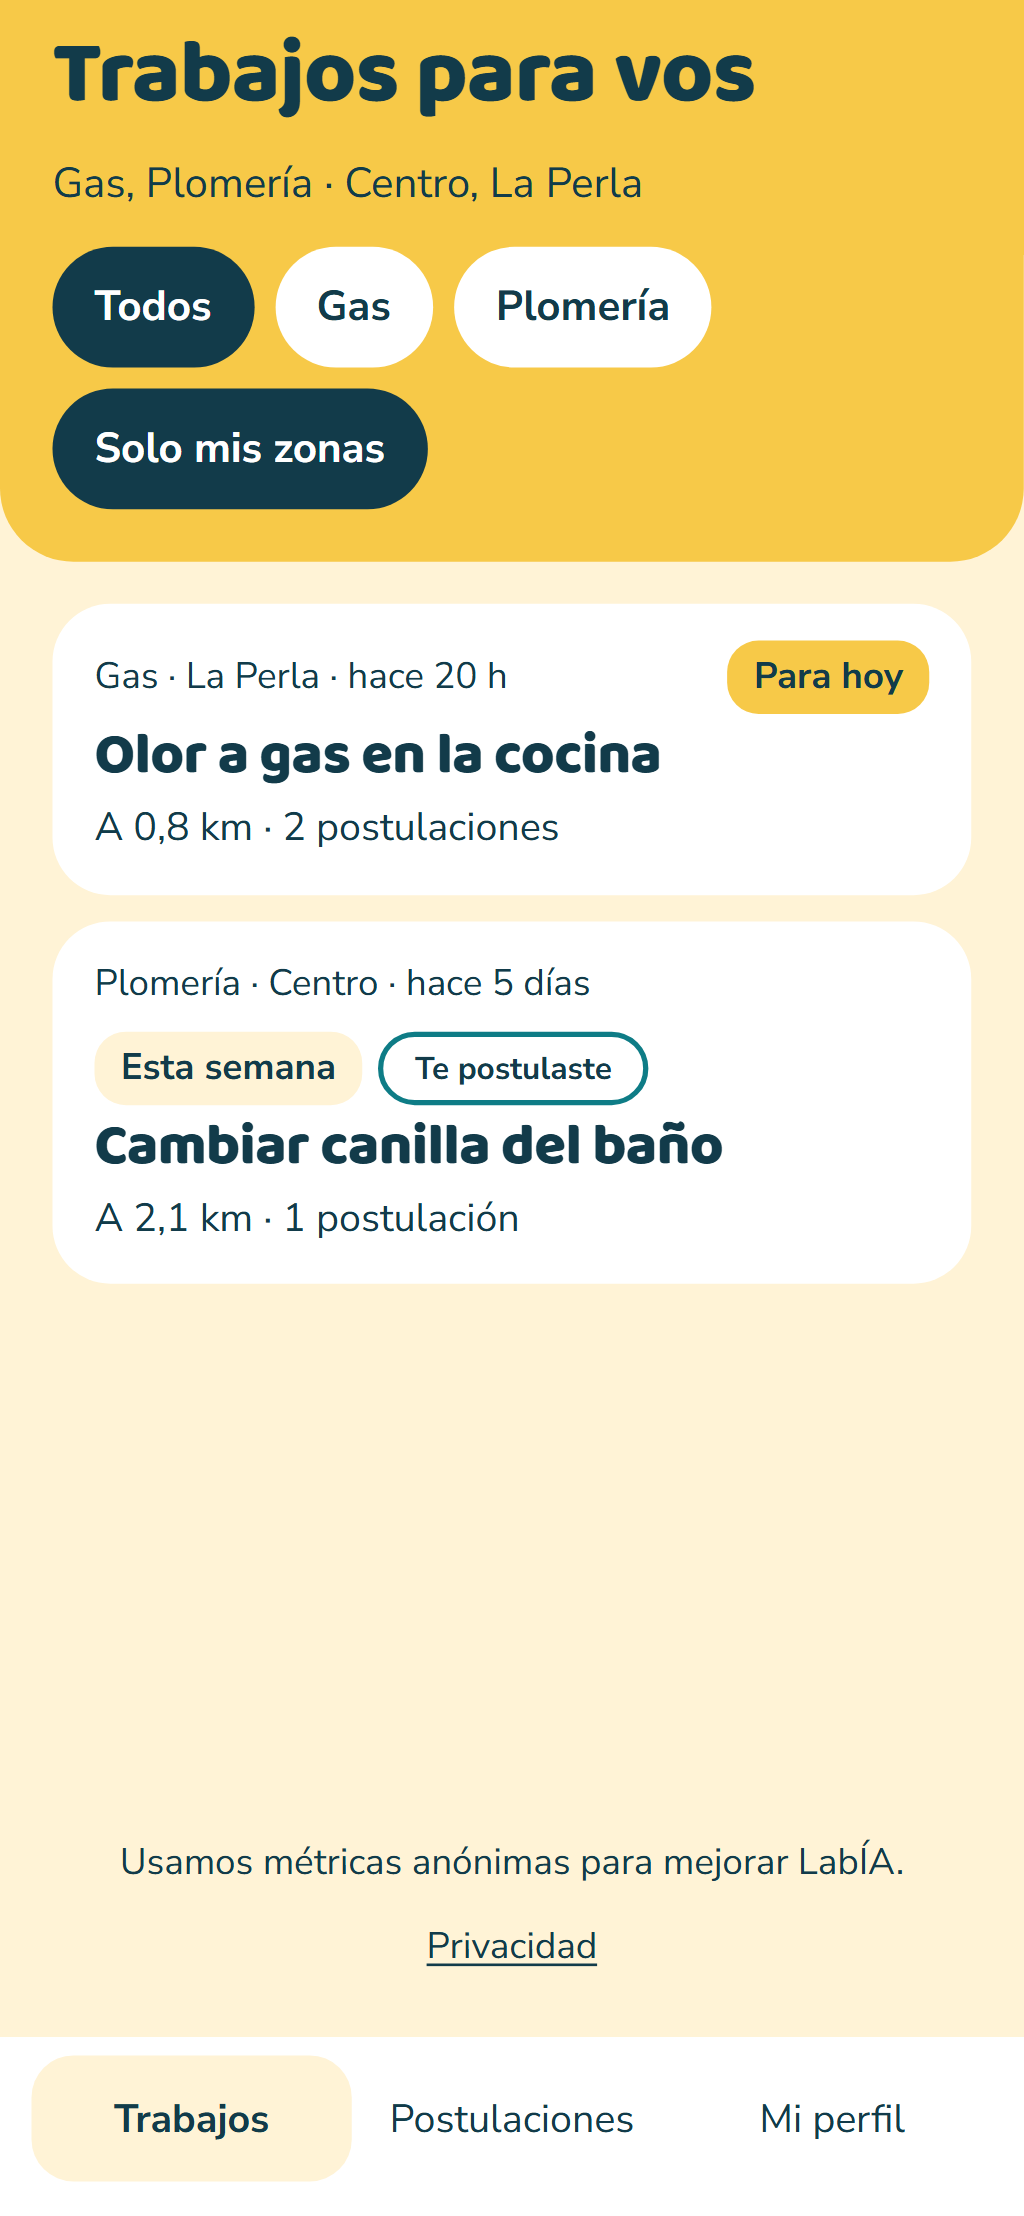 Trabajos para vos
Gas, Plomería · Centro, La Perla
Todos
Gas
Plomería
Solo mis zonas
Gas · La Perla · hace 20 h
Para hoy
Olor a gas en la cocina
A 0,8 km · 2 postulaciones
Plomería · Centro · hace 5 días
Esta semana
Te postulaste
Cambiar canilla del baño
A 2,1 km · 1 postulación
Usamos métricas anónimas para mejorar LabÍA.
Privacidad
Trabajos
Postulaciones
Mi perfil